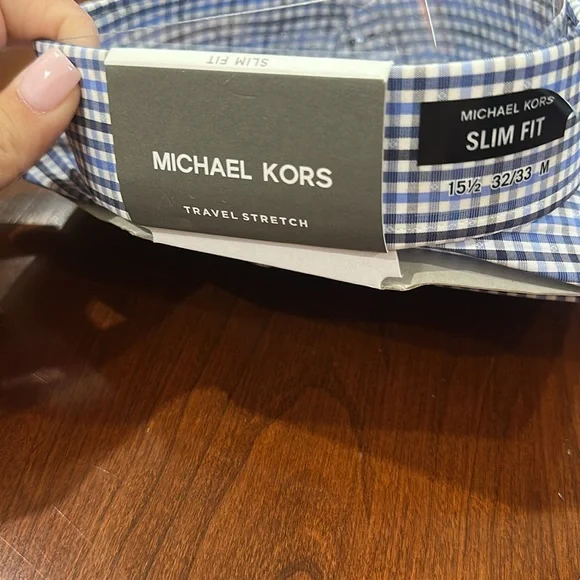 SLIM FIT
MICHAEL KORS
TRAVEL STRETCH
MICHAEL KORS
SLIM FIT
15½ 32/33 M